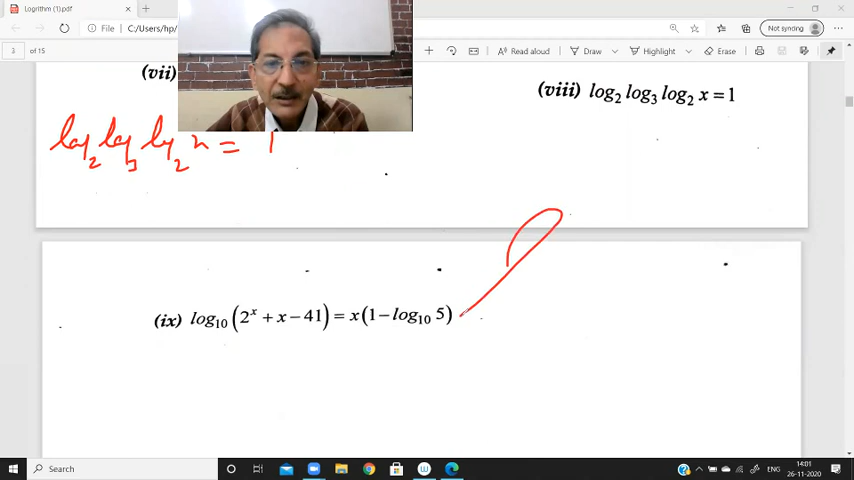 Logrithm (1).pdf
File C:/Users/hp/ Not syncing
3 of 15 Read aloud Draw Highlight Erase
(vii)
(viii) log₂ log₃ log₂ x = 1
log₂ log₃ log₂ x = 1
(ix) log₁₀ (2ˣ + x − 41) = x(1 − log₁₀ 5)
Search
ENG
14:01
26-11-2020